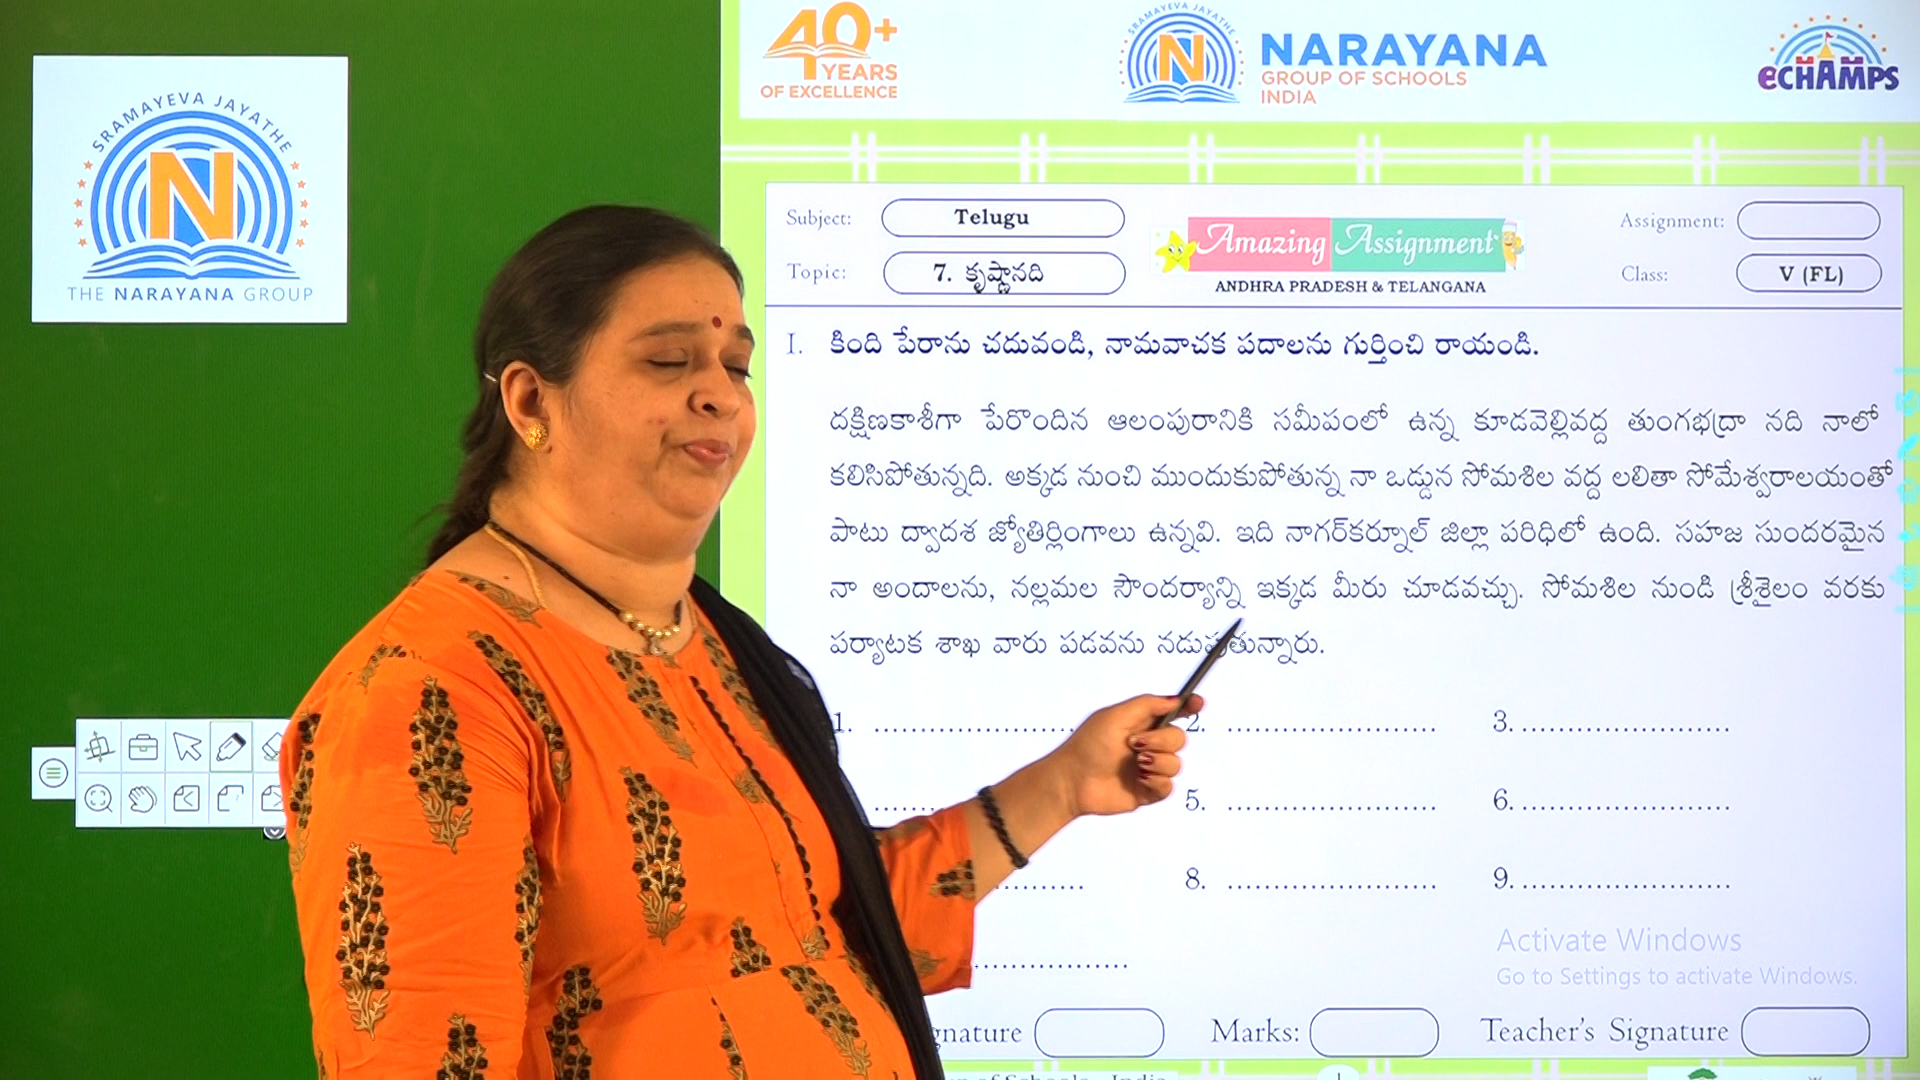 SRAMAYEVA JAYATHE
N
THE NARAYANA GROUP
40+
YEARS
OF EXCELLENCE
SRAMAYEVA JAYATHE
N
NARAYANA
GROUP OF SCHOOLS
INDIA
eCHAMPS
Subject: Telugu
Amazing Assignment
Assignment:
Topic: 7. కృష్ణానది
ANDHRA PRADESH & TELANGANA
Class: V (FL)
I. కింది పేరాను చదువండి, నామవాచక పదాలను గుర్తించి రాయండి.
దక్షిణకాశీగా పేరొందిన ఆలంపురానికి సమీపంలో ఉన్న కూడవెల్లివద్ద తుంగభద్రా నది నాలో
కలిసిపోతున్నది. అక్కడ నుంచి ముందుకుపోతున్న నా ఒడ్డున సోమశిల వద్ద లలితా సోమేశ్వరాలయంతో
పాటు ద్వాదశ జ్యోతిర్లింగాలు ఉన్నవి. ఇది నాగర్‌కర్నూల్ జిల్లా పరిధిలో ఉంది. సహజ సుందరమైన
నా అందాలను, నల్లమల సౌందర్యాన్ని ఇక్కడ మీరు చూడవచ్చు. సోమశిల నుండి శ్రీశైలం వరకు
పర్యాటక శాఖ వారు పడవను నడుపుతున్నారు.
1. ........................ 2. ........................ 3. ........................
........ 5. ........................ 6. ........................
.......... 8. ........................ 9. ........................
..................
Activate Windows
Go to Settings to activate Windows.
gnature Marks: Teacher's Signature